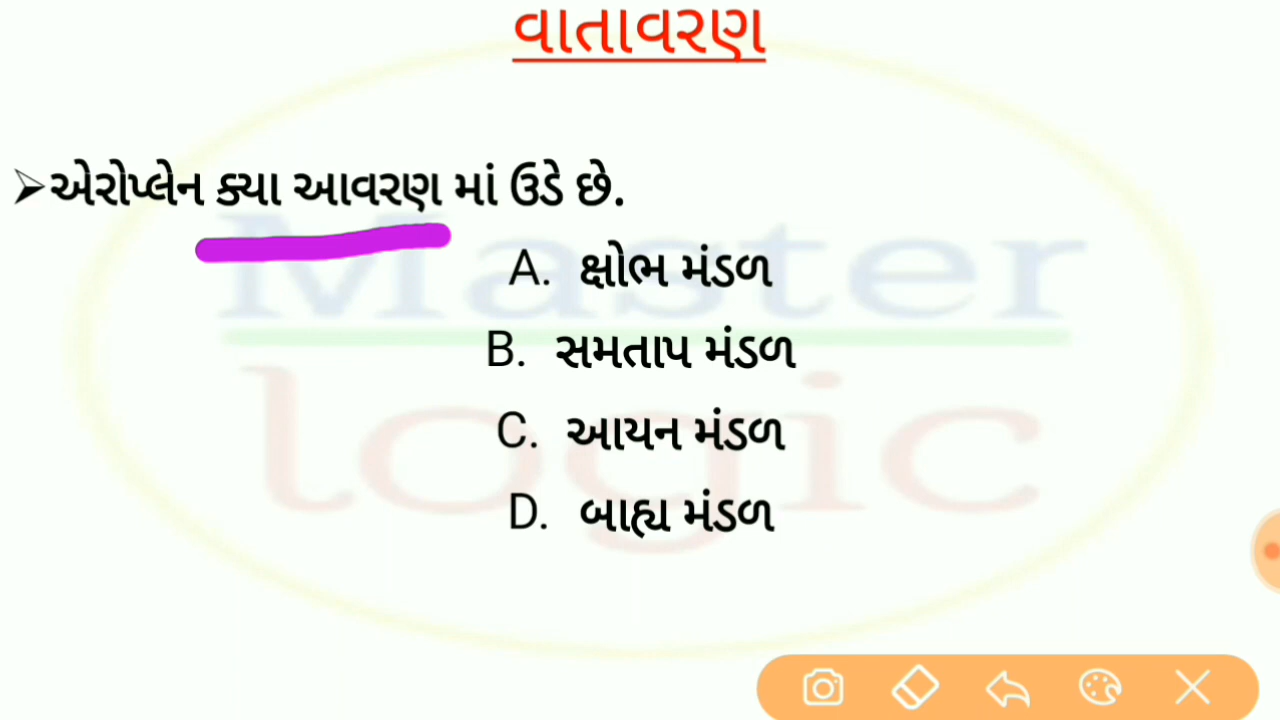 વાતાવરણ
➢એરોપ્લેન ક્યા આવરણ માં ઉડે છે.
A. ક્ષોભ મંડળ
Master
B. સમતાપ મંડળ
C. આયન મંડળ
logic
D. બાહ્ય મંડળ